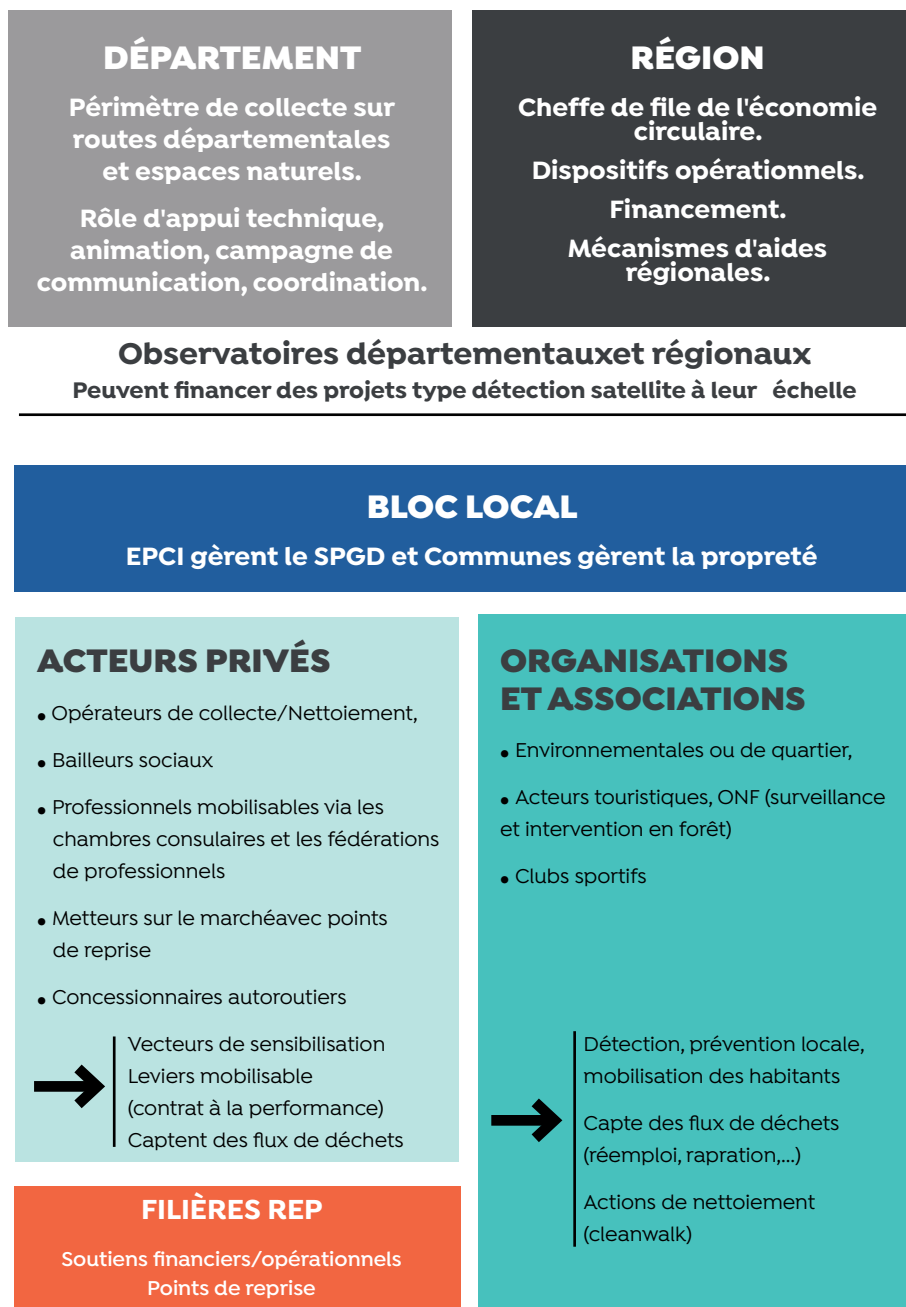 DÉPARTEMENT
Périmètre de collecte sur
routes départementales
et espaces naturels.
Rôle d'appui technique,
animation, campagne de
communication, coordination.
RÉGION
Cheffe de file de l'économie
circulaire.
Dispositifs opérationnels.
Financement.
Mécanismes d'aides
régionales.
Observatoires départementauxet régionaux
Peuvent financer des projets type détection satellite à leur échelle
BLOC LOCAL
EPCI gèrent le SPGD et Communes gèrent la propreté
ACTEURS PRIVÉS
• Opérateurs de collecte/Nettoiement,
• Bailleurs sociaux
• Professionnels mobilisables via les
chambres consulaires et les fédérations
de professionnels
• Metteurs sur le marchéavec points
de reprise
• Concessionnaires autoroutiers
Vecteurs de sensibilisation
Leviers mobilisable
(contrat à la performance)
Captent des flux de déchets
FILIÈRES REP
Soutiens financiers/opérationnels
Points de reprise
ORGANISATIONS
ET ASSOCIATIONS
• Environnementales ou de quartier,
• Acteurs touristiques, ONF (surveillance
et intervention en forêt)
• Clubs sportifs
Détection, prévention locale,
mobilisation des habitants
Capte des flux de déchets
(réemploi, rapration,...)
Actions de nettoiement
(cleanwalk)